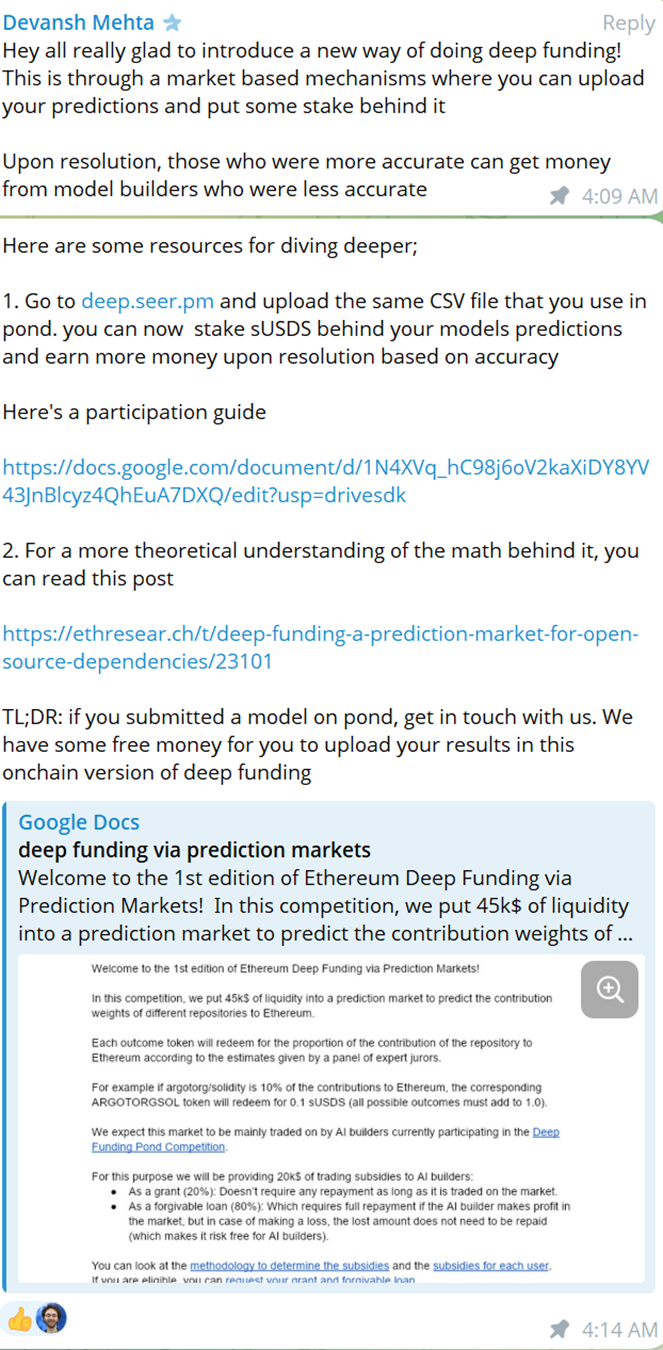 Devansh Mehta
Reply
Hey all really glad to introduce a new way of doing deep funding!
This is through a market based mechanisms where you can upload
your predictions and put some stake behind it
Upon resolution, those who were more accurate can get money
from model builders who were less accurate
4:09 AM
Here are some resources for diving deeper;
1. Go to deep.seer.pm and upload the same CSV file that you use in
pond. you can now  stake sUSDS behind your models predictions
and earn more money upon resolution based on accuracy
Here's a participation guide
https://docs.google.com/document/d/1N4XVq_hC98j6oV2kaXiDY8YV
43JnBlcyz4QhEuA7DXQ/edit?usp=drivesdk
2. For a more theoretical understanding of the math behind it, you
can read this post
https://ethresear.ch/t/deep-funding-a-prediction-market-for-open-
source-dependencies/23101
TL;DR: if you submitted a model on pond, get in touch with us. We
have some free money for you to upload your results in this
onchain version of deep funding
Google Docs
deep funding via prediction markets
Welcome to the 1st edition of Ethereum Deep Funding via
Prediction Markets!  In this competition, we put 45k$ of liquidity
into a prediction market to predict the contribution weights of ...
Welcome to the 1st edition of Ethereum Deep Funding via Prediction Markets!
In this competition, we put 45k$ of liquidity into a prediction market to predict the contribution
weights of different repositories to Ethereum.
Each outcome token will redeem for the proportion of the contribution of the repository to
Ethereum according to the estimates given by a panel of expert jurors.
For example if argotorg/solidity is 10% of the contributions to Ethereum, the corresponding
ARGOTORGSOL token will redeem for 0.1 sUSDS (all possible outcomes must add to 1.0).
We expect this market to be mainly traded on by AI builders currently participating in the Deep
Funding Pond Competition.
For this purpose we will be providing 20k$ of trading subsidies to AI builders:
• As a grant (20%): Doesn't require any repayment as long as it is traded on the market.
• As a forgivable loan (80%): Which requires full repayment if the AI builder makes profit in
the market, but in case of making a loss, the lost amount does not need to be repaid
(which makes it risk free for AI builders).
You can look at the methodology to determine the subsidies and the subsidies for each user.
If you are eligible, you can request your grant and forgivable loan
4:14 AM